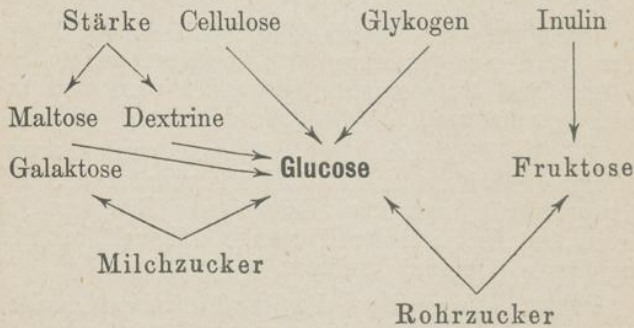 Stärke Cellulose Glykogen Inulin
Maltose Dextrine
Galaktose Glucose Fruktose
Milchzucker
Rohrzucker